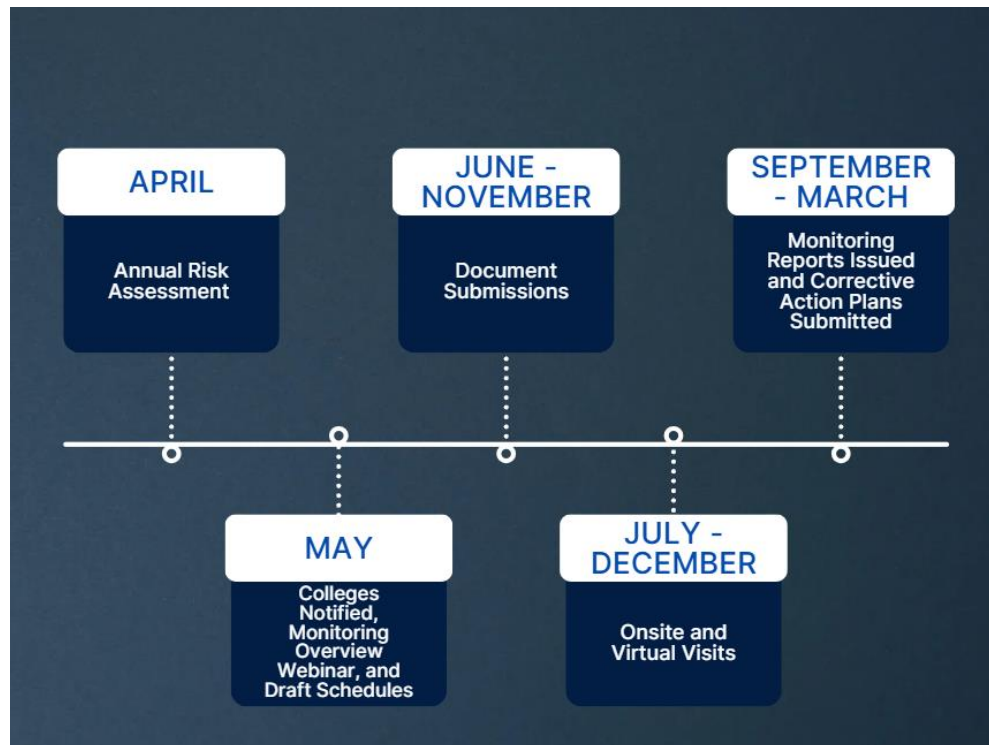 APRIL
Annual Risk
Assessment
MAY
Colleges
Notified,
Monitoring
Overview
Webinar, and
Draft Schedules
JUNE -
NOVEMBER
Document
Submissions
JULY -
DECEMBER
Onsite and
Virtual Visits
SEPTEMBER
- MARCH
Monitoring
Reports Issued
and Corrective
Action Plans
Submitted